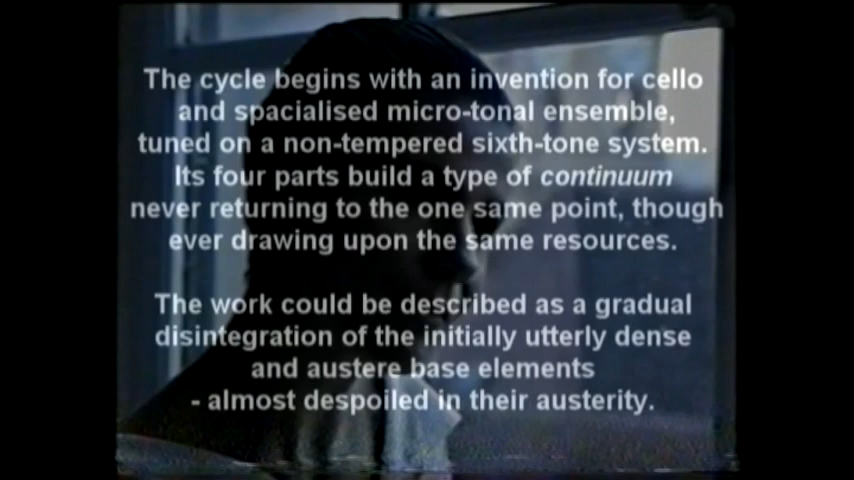 The cycle begins with an invention for cello
and spacialised micro-tonal ensemble,
tuned on a non-tempered sixth-tone system.
Its four parts build a type of continuum
never returning to the one same point, though
ever drawing upon the same resources.
The work could be described as a gradual
disintegration of the initially utterly dense
and austere base elements
- almost despoiled in their austerity.